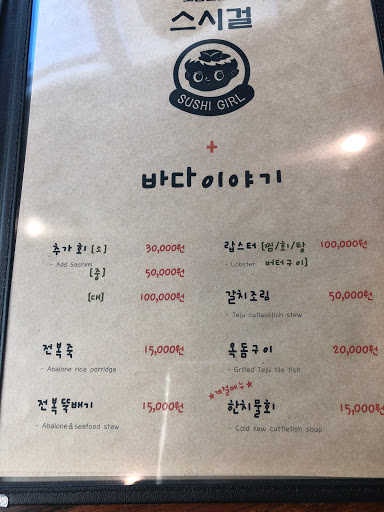 스시걸
SUSHI GIRL
+
바다이야기
추가 회 [소] 30,000원
- Add Sashimi
[중] 50,000원
[대] 100,000원
전복죽 15,000원
- Abalone rice porridge
전복뚝배기 15,000원
- Abalone & seafood stew
랍스터 [찜/회/탕 100,000원
- Lobster 버터구이]
갈치조림 50,000원
- Teju cutlassfish stew
옥돔구이 20,000원
- Grilled Teju tile fish
★계절메뉴★
한치물회 15,000원
- Cold raw cuttlefish soup